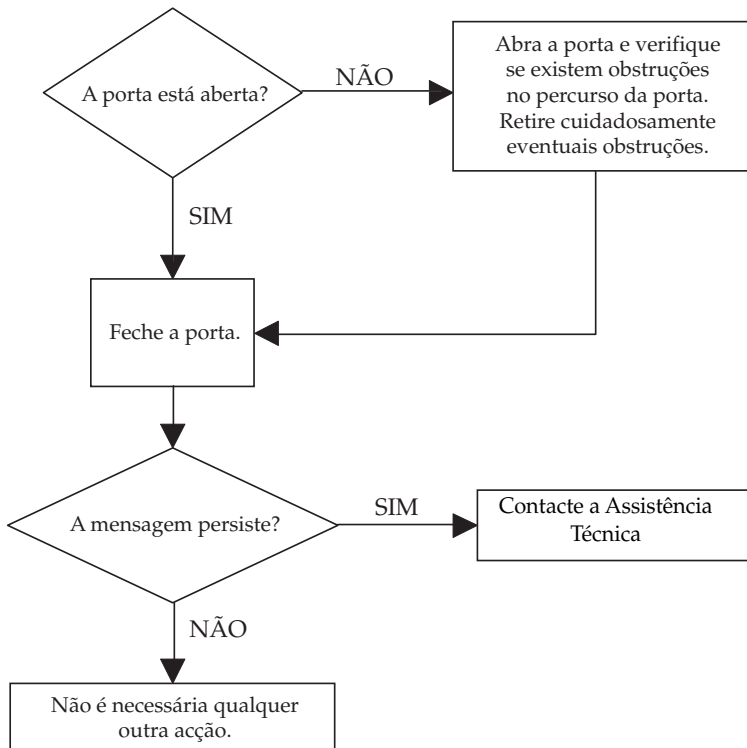 A porta está aberta?
NÃO
Abra a porta e verifique
se existem obstruções
no percurso da porta.
Retire cuidadosamente
eventuais obstruções.
SIM
Feche a porta.
A mensagem persiste?
SIM
Contacte a Assistência
Técnica
NÃO
Não é necessária qualquer
outra acção.